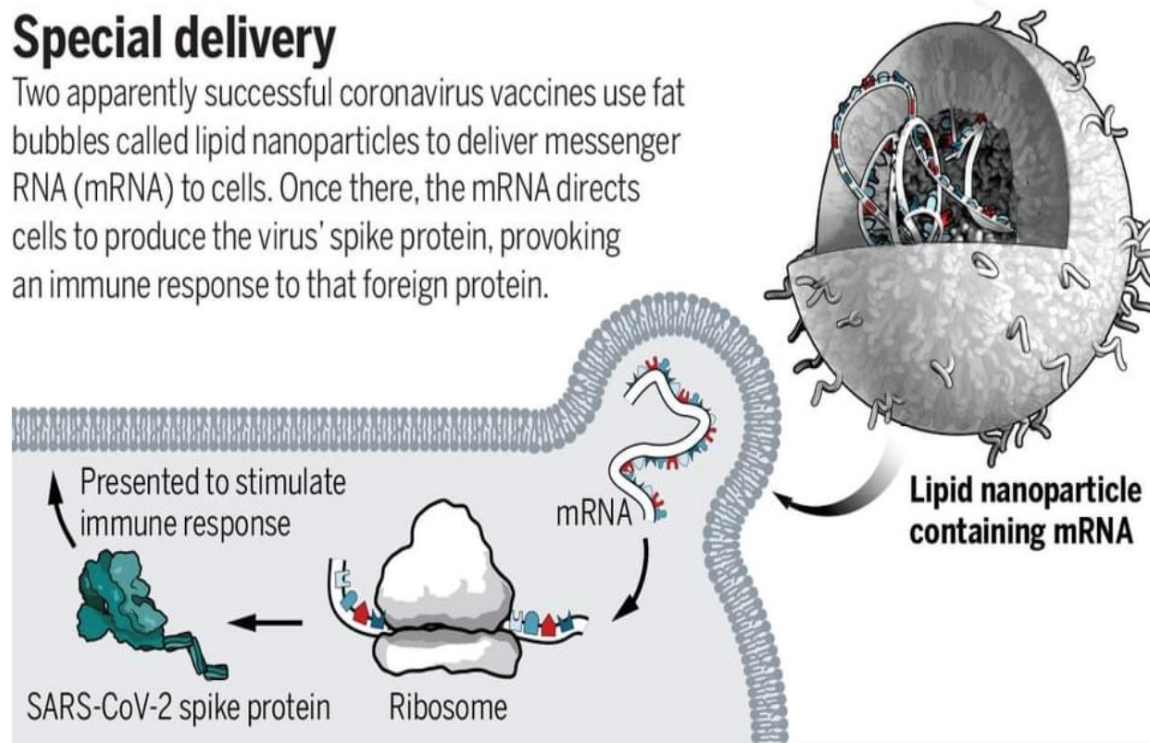 Special delivery
Two apparently successful coronavirus vaccines use fat
bubbles called lipid nanoparticles to deliver messenger
RNA (mRNA) to cells. Once there, the mRNA directs
cells to produce the virus’ spike protein, provoking
an immune response to that foreign protein.
Lipid nanoparticle
containing mRNA
mRNA
Presented to stimulate
immune response
SARS-CoV-2 spike protein
Ribosome